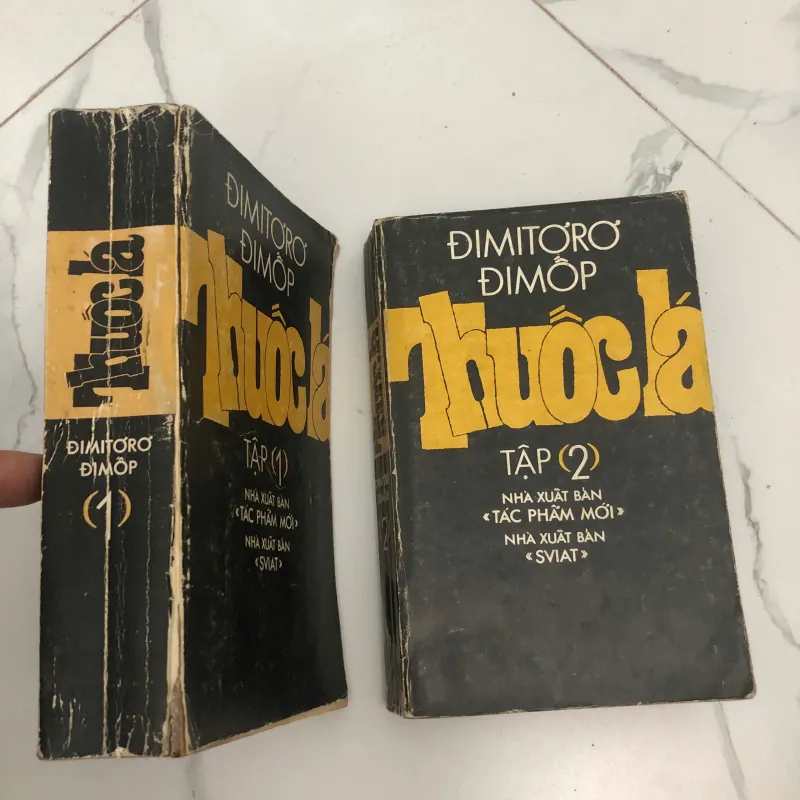 Thuốc lá
ĐIMITƠRƠ
ĐIMỐP
(1)
ĐIMITƠRƠ
ĐIMỐP
Thuốc lá
TẬP (1)
NHÀ XUẤT BẢN
«TÁC PHẨM MỚI»
NHÀ XUẤT BẢN
«SVIAT»
ĐIMITƠRƠ
ĐIMỐP
Thuốc lá
TẬP (2)
NHÀ XUẤT BẢN
«TÁC PHẨM MỚI»
NHÀ XUẤT BẢN
«SVIAT»